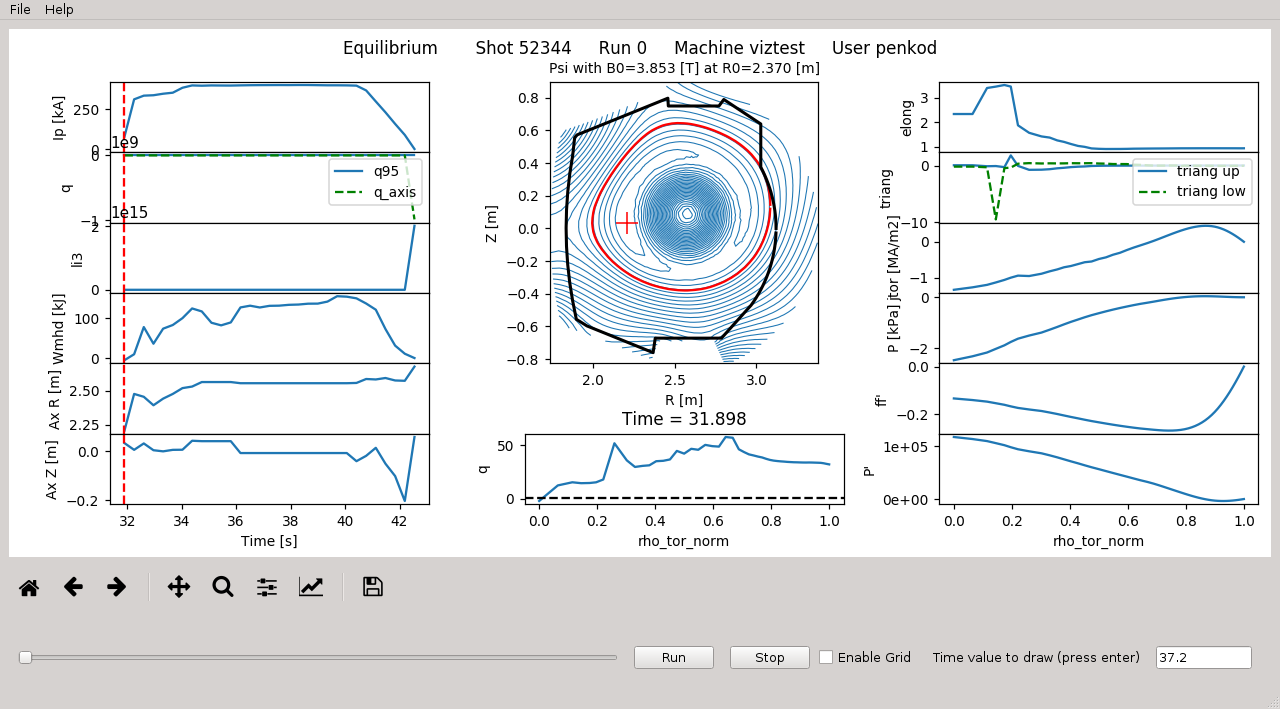 File Help
Equilibrium Shot 52344 Run 0 Machine viztest User penkod
Psi with B0=3.853 [T] at R0=2.370 [m]
Ip [kA]
250
0
1e9
q
0
−1
q95
q_axis
1e15
li3
2
0
Wmhd [kJ]
100
0
Ax R [m]
2.50
2.25
Ax Z [m]
0.0
−0.2
32 34 36 38 40 42
Time [s]
Z [m]
0.8
0.6
0.4
0.2
0.0
−0.2
−0.4
−0.6
−0.8
2.0 2.5 3.0
R [m]
Time = 31.898
q
50
0
0.0 0.2 0.4 0.6 0.8 1.0
rho_tor_norm
elong
3
2
1
triang
0
−10
triang up
triang low
jtor [MA/m2]
0
−1
P [kPa]
0
−2
ff'
0.0
−0.2
P'
1e+05
0e+00
0.0 0.2 0.4 0.6 0.8 1.0
rho_tor_norm
Run Stop Enable Grid Time value to draw (press enter) 37.2